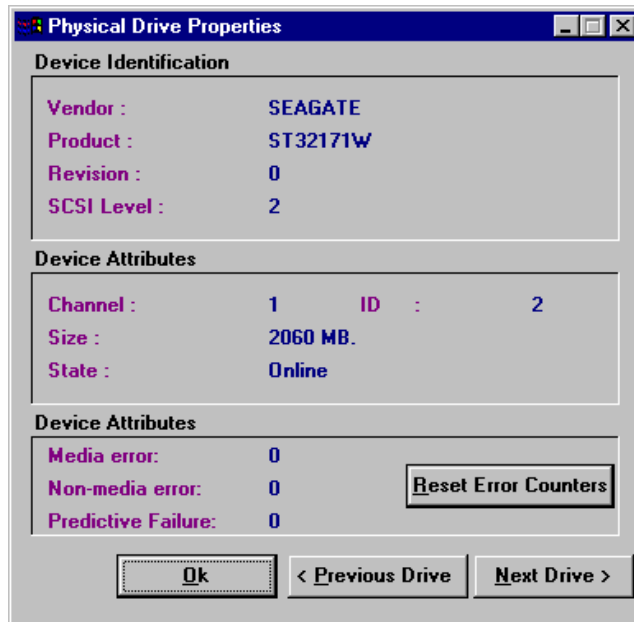 Physical Drive Properties
Device Identification
Vendor : SEAGATE
Product : ST32171W
Revision : 0
SCSI Level : 2
Device Attributes
Channel : 1 ID : 2
Size : 2060 MB.
State : Online
Device Attributes
Media error: 0
Non-media error: 0
Reset Error Counters
Predictive Failure: 0
Ok < Previous Drive Next Drive >